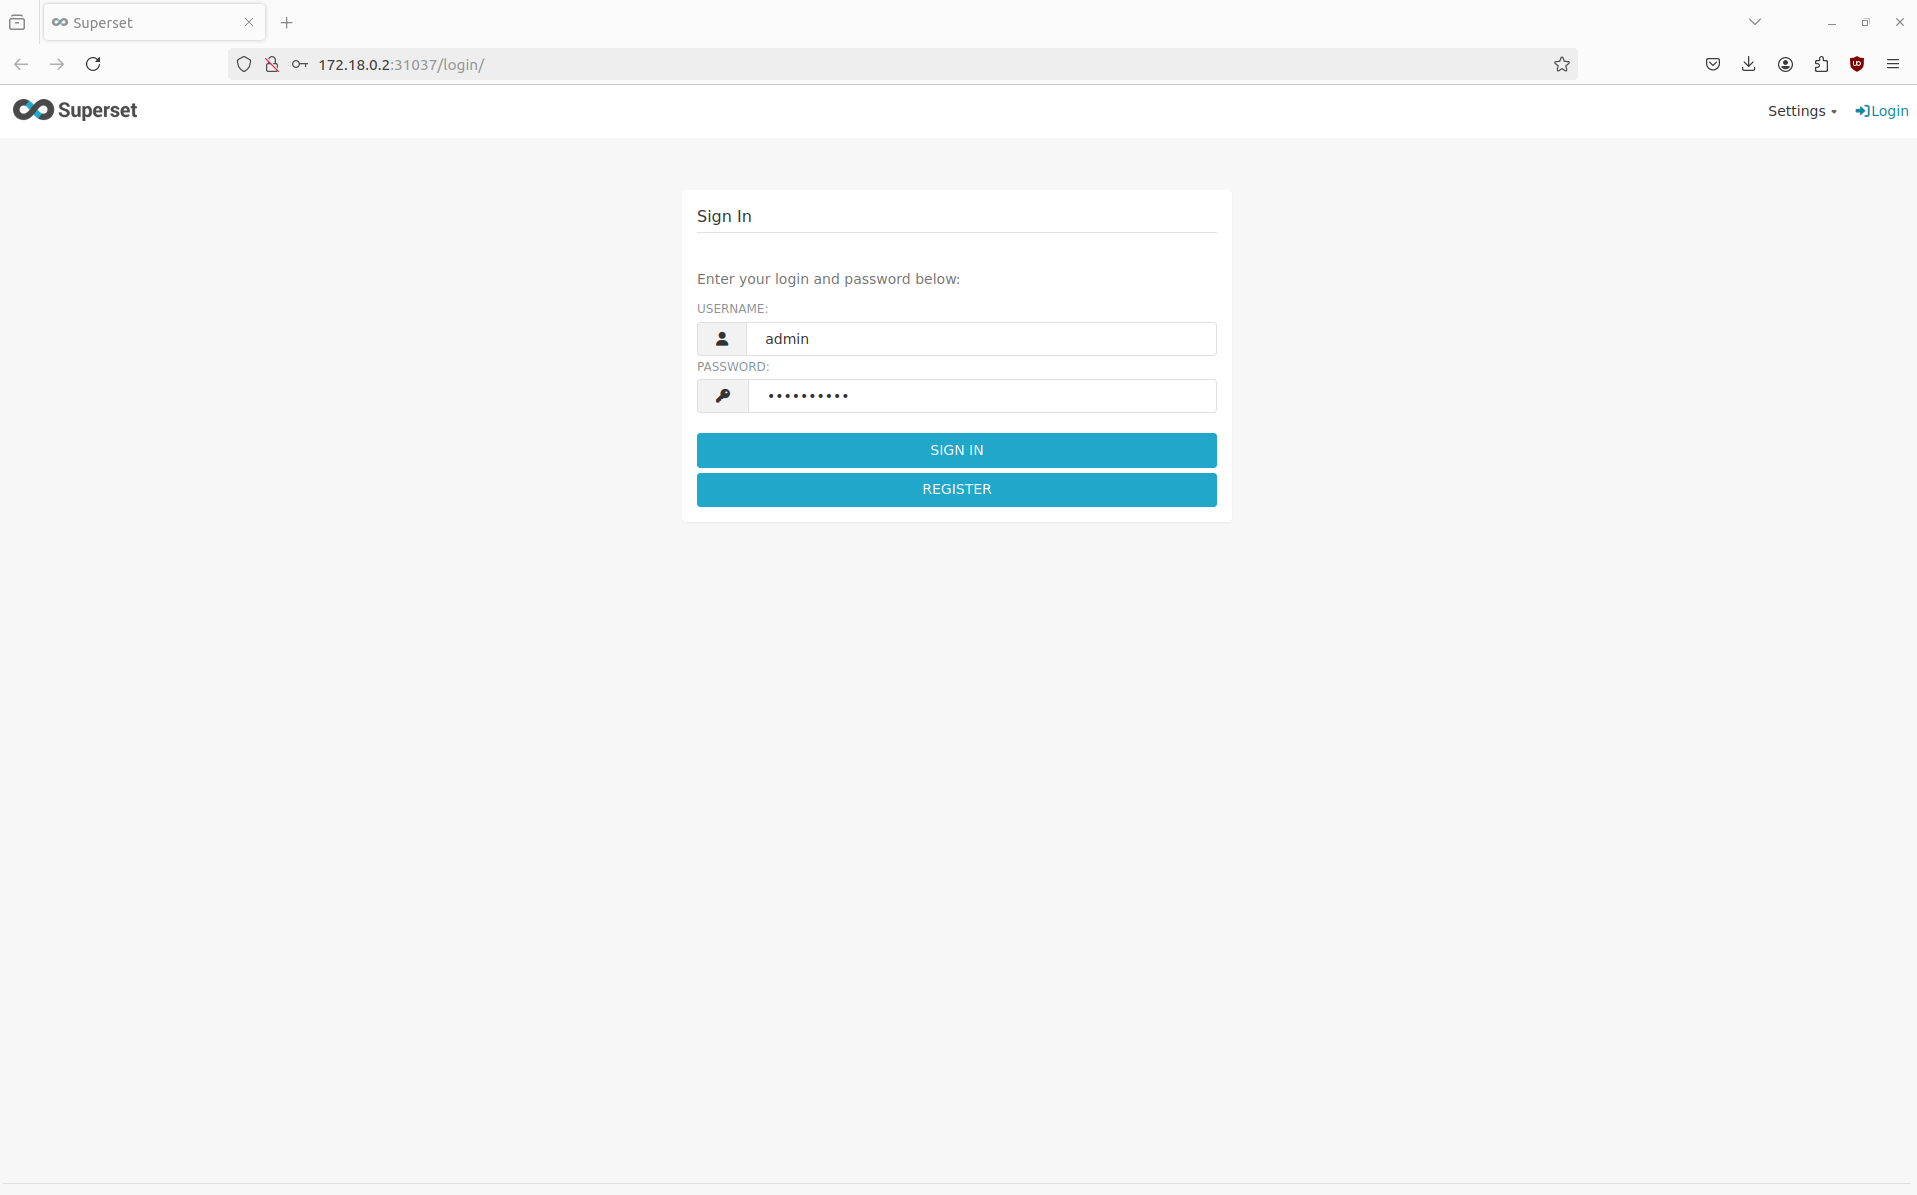 Superset
172.18.0.2:31037/login/
Superset
Settings
Login
Sign In
Enter your login and password below:
USERNAME:
admin
PASSWORD:
••••••••••
SIGN IN
REGISTER